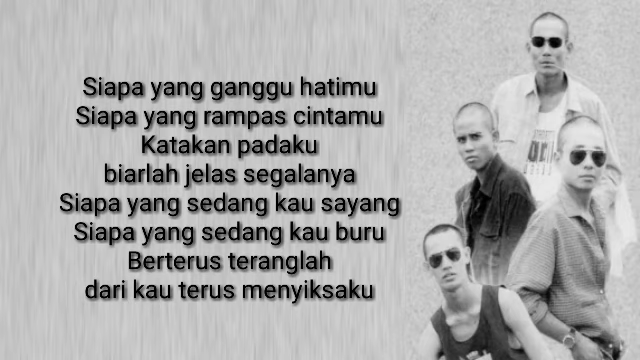 Siapa yang ganggu hatimu
Siapa yang rampas cintamu
Katakan padaku
biarlah jelas segalanya
Siapa yang sedang kau sayang
Siapa yang sedang kau buru
Berterus teranglah
dari kau terus menyiksaku